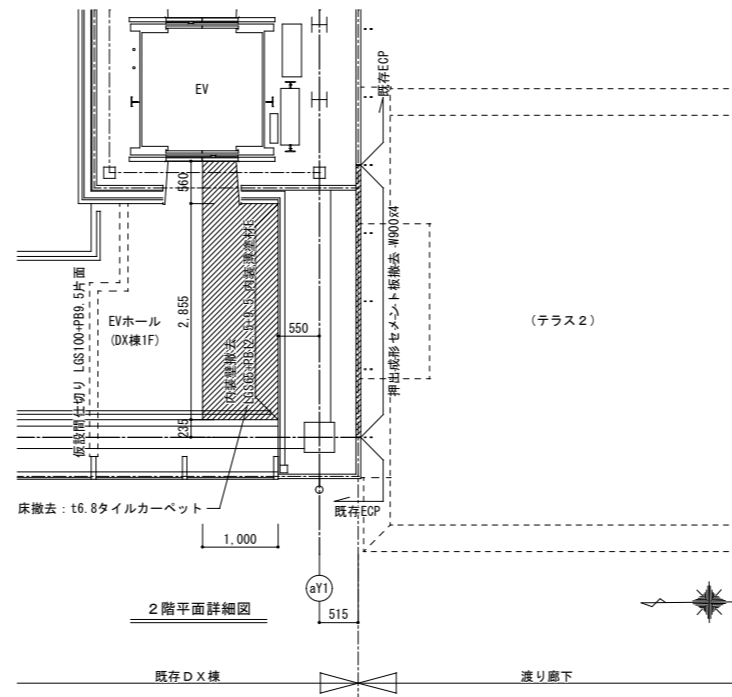 EV
既存ECP
560
2,855
235
550
仮設間仕切り LGS100+PB9.5片面
EVホール
(DX棟1F)
内装壁撤去
LGS65+PB12.5+9.5、内装薄塗材E
押出成形セメント板撤去-W900x4
(テラス2)
床撤去：t6.8タイルカーペット
既存ECP
1,000
aY1
515
2階平面詳細図
既存DX棟
渡り廊下